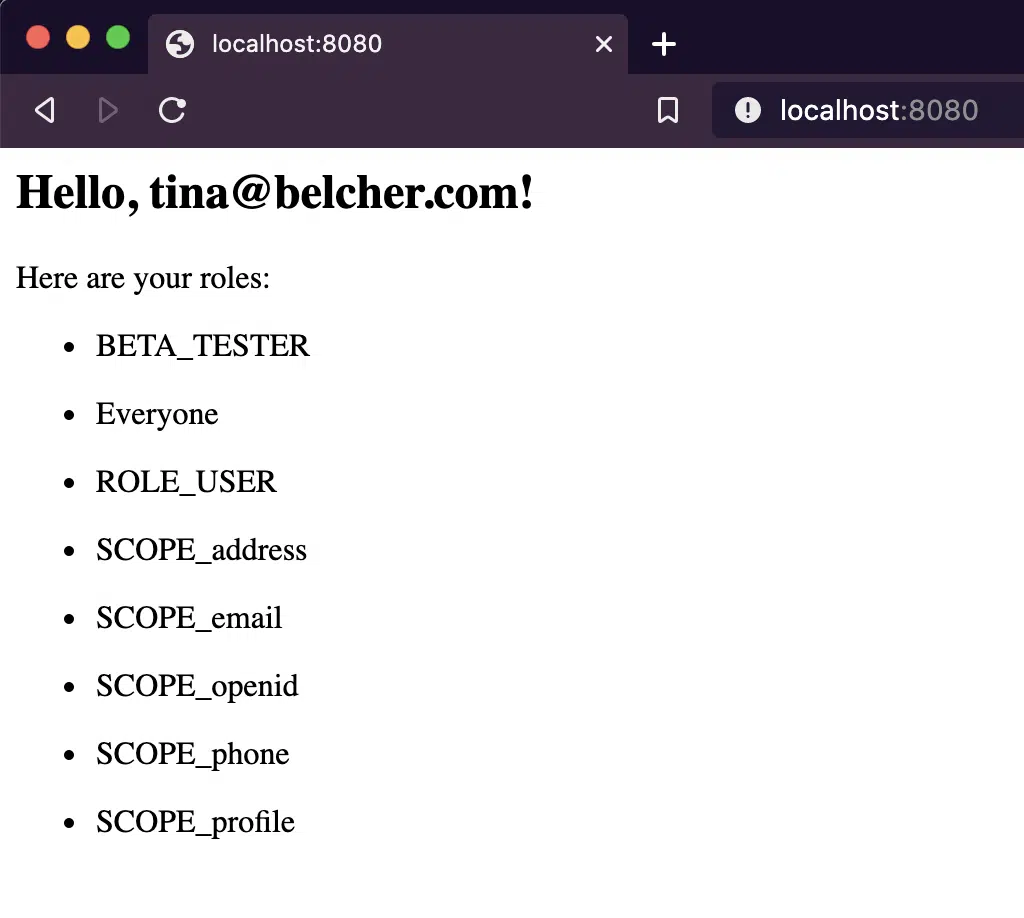 localhost:8080
localhost:8080
Hello, tina@belcher.com!
Here are your roles:
BETA_TESTER
Everyone
ROLE_USER
SCOPE_address
SCOPE_email
SCOPE_openid
SCOPE_phone
SCOPE_profile